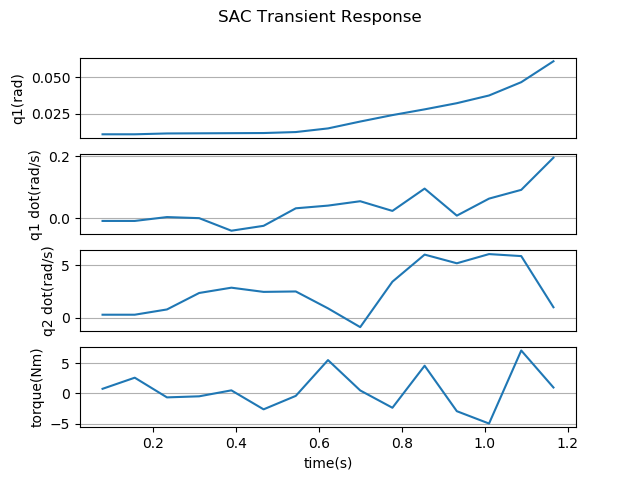 SAC Transient Response
q1(rad)
0.050
0.025
q1 dot(rad/s)
0.2
0.0
q2 dot(rad/s)
5
0
torque(Nm)
5
0
−5
0.2 0.4 0.6 0.8 1.0 1.2
time(s)